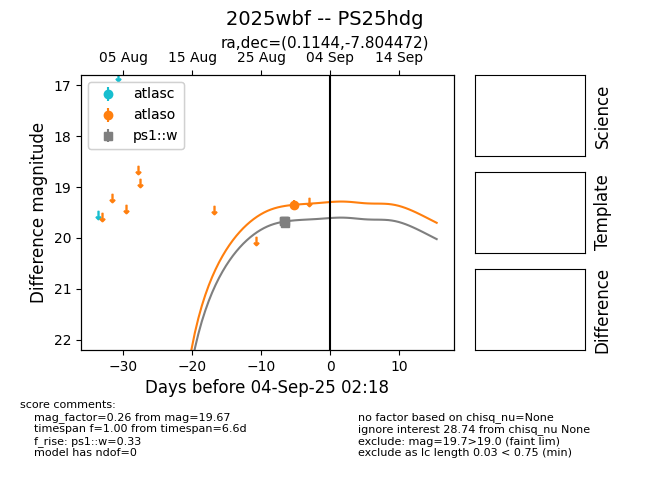 2025wbf -- PS25hdg
ra,dec=(0.1144,-7.804472)
05 Aug 15 Aug 25 Aug 04 Sep 14 Sep
17
18
19
20
21
22
Difference magnitude
atlasc
atlaso
ps1::w
−30 −20 −10 0 10
Days before 04-Sep-25 02:18
Science
Template
Difference
score comments:
mag_factor=0.26 from mag=19.67
timespan f=1.00 from timespan=6.6d
f_rise: ps1::w=0.33
model has ndof=0
no factor based on chisq_nu=None
ignore interest 28.74 from chisq_nu None
exclude: mag=19.7>19.0 (faint lim)
exclude as lc length 0.03 < 0.75 (min)